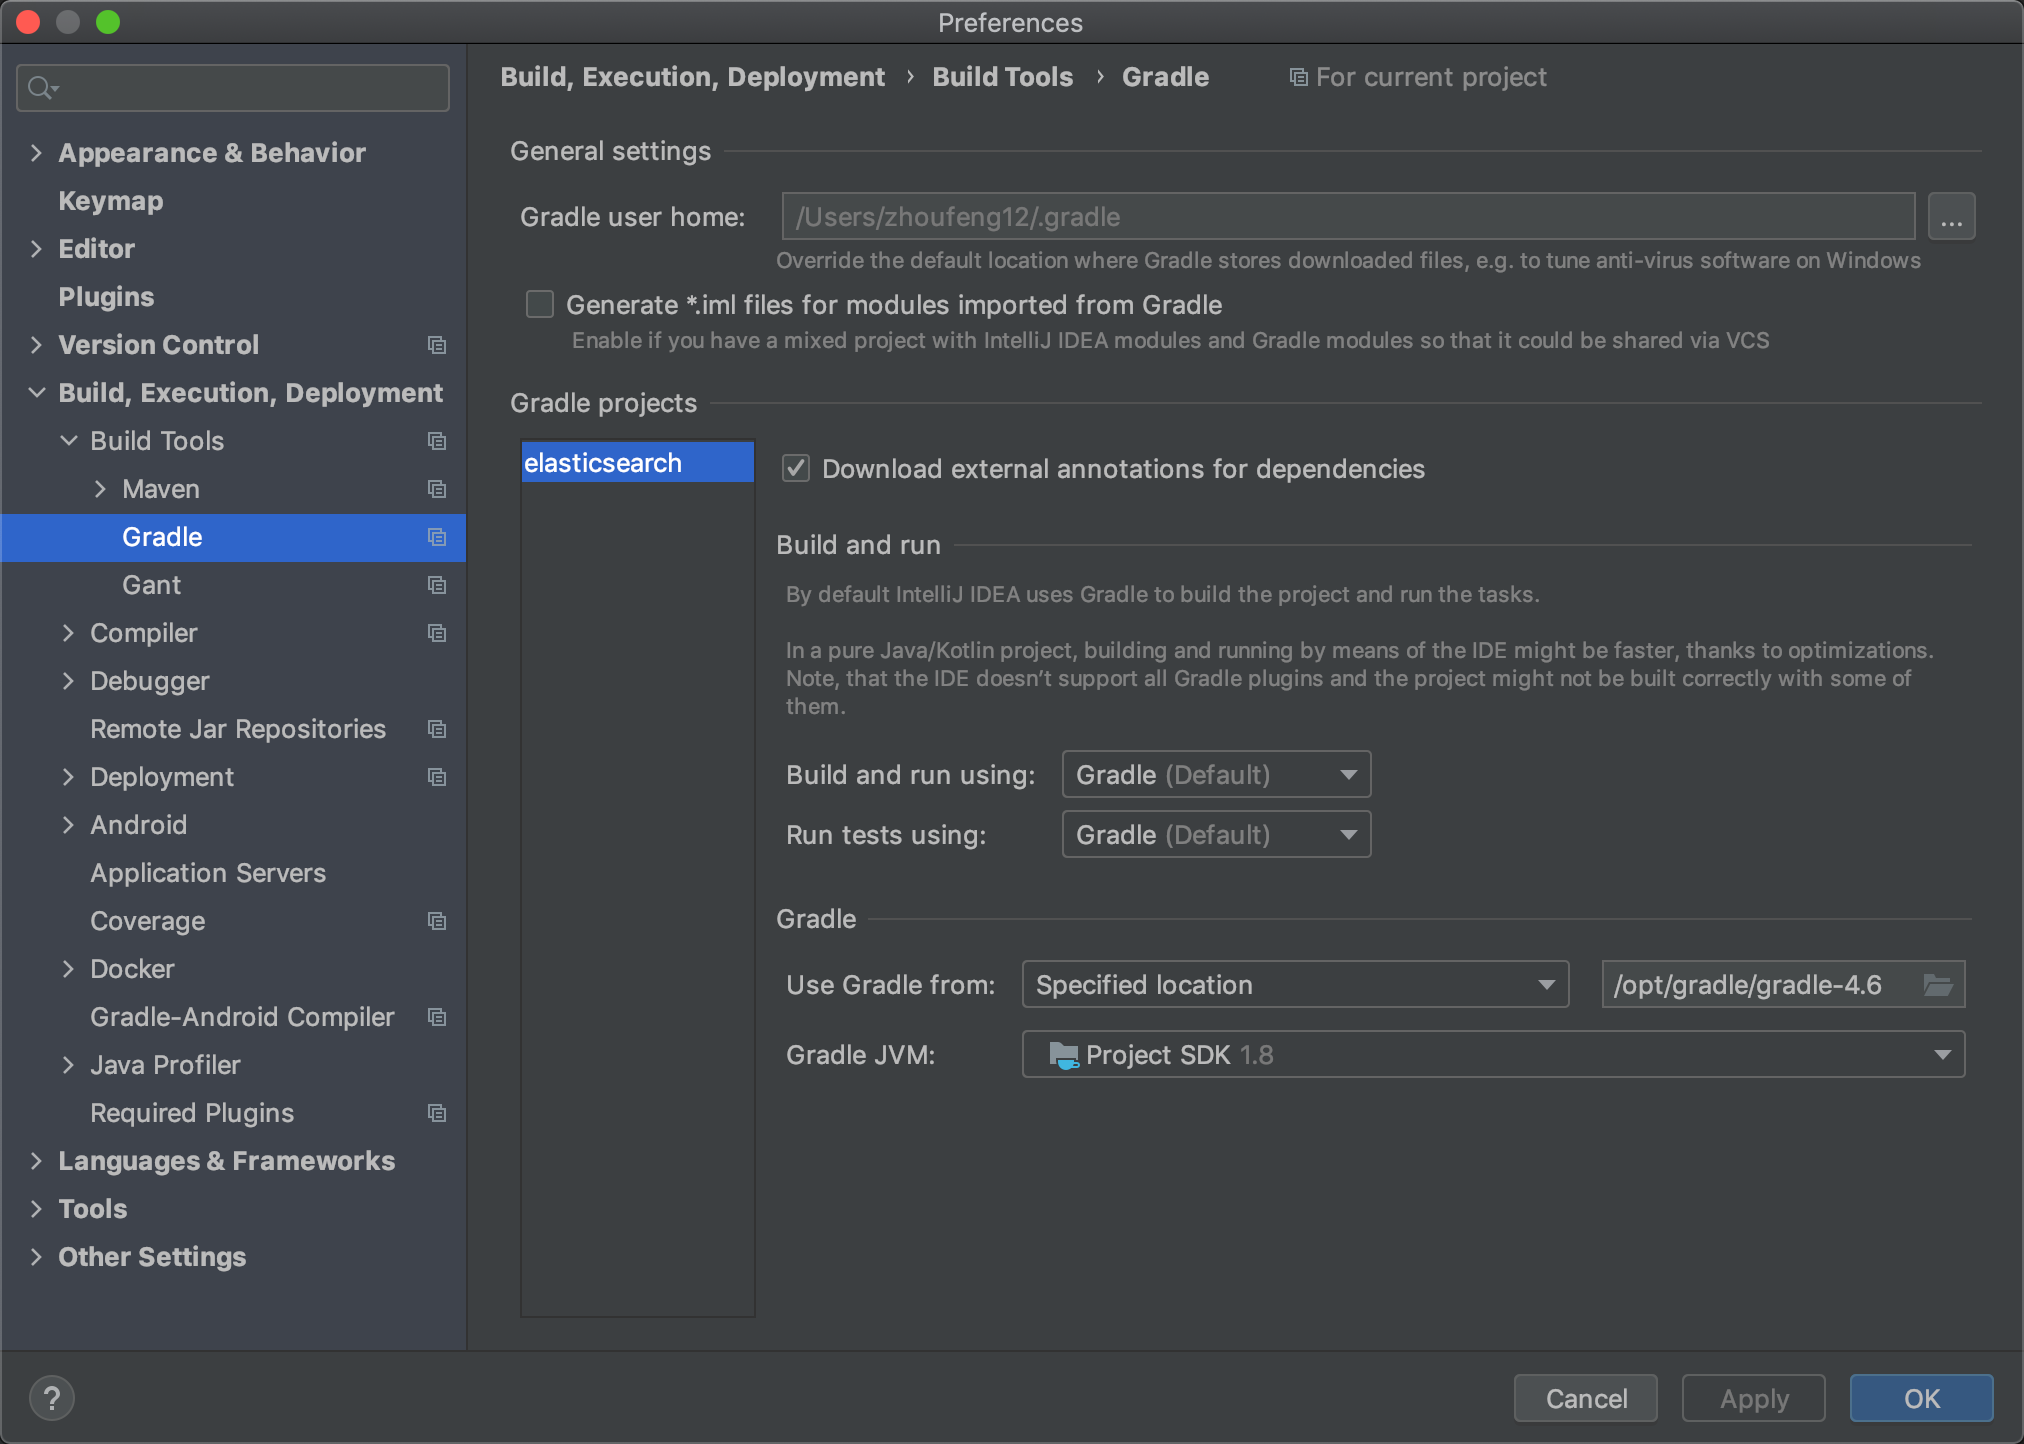 Preferences
Appearance & Behavior
Keymap
Editor
Plugins
Version Control
Build, Execution, Deployment
Build Tools
Maven
Gradle
Gant
Compiler
Debugger
Remote Jar Repositories
Deployment
Android
Application Servers
Coverage
Docker
Gradle-Android Compiler
Java Profiler
Required Plugins
Languages & Frameworks
Tools
Other Settings
Build, Execution, Deployment › Build Tools › Gradle For current project
General settings
Gradle user home: /Users/zhoufeng12/.gradle ...
Override the default location where Gradle stores downloaded files, e.g. to tune anti-virus software on Windows
Generate *.iml files for modules imported from Gradle
Enable if you have a mixed project with IntelliJ IDEA modules and Gradle modules so that it could be shared via VCS
Gradle projects
elasticsearch
Download external annotations for dependencies
Build and run
By default IntelliJ IDEA uses Gradle to build the project and run the tasks.
In a pure Java/Kotlin project, building and running by means of the IDE might be faster, thanks to optimizations.
Note, that the IDE doesn't support all Gradle plugins and the project might not be built correctly with some of
them.
Build and run using: Gradle (Default)
Run tests using: Gradle (Default)
Gradle
Use Gradle from: Specified location /opt/gradle/gradle-4.6
Gradle JVM: Project SDK 1.8
? Cancel Apply OK